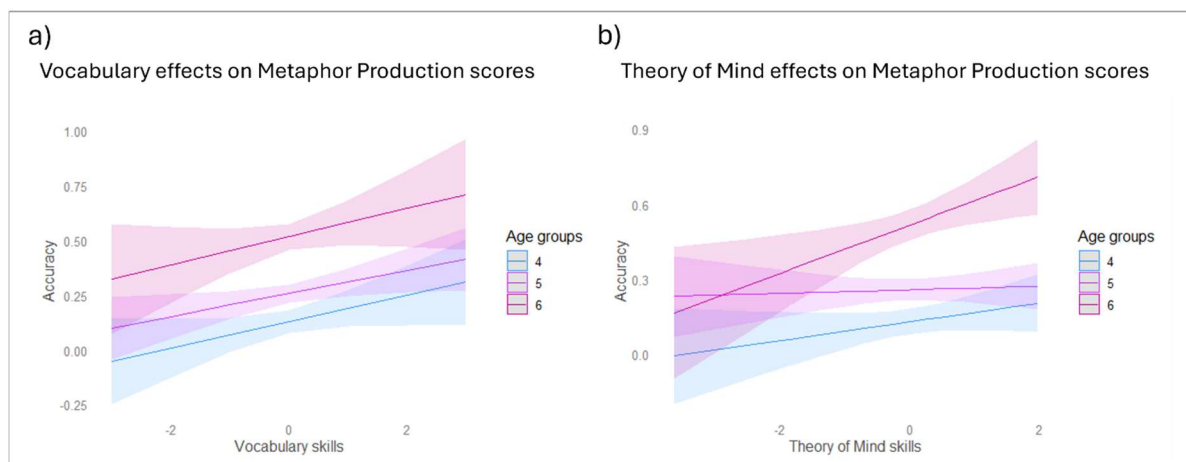 a)
Vocabulary effects on Metaphor Production scores
1.00
0.75
0.50
0.25
0.00
-0.25
Accuracy
-2
0
2
Vocabulary skills
Age groups
4
5
6
b)
Theory of Mind effects on Metaphor Production scores
0.9
0.6
0.3
0.0
Accuracy
-2
0
2
Theory of Mind skills
Age groups
4
5
6